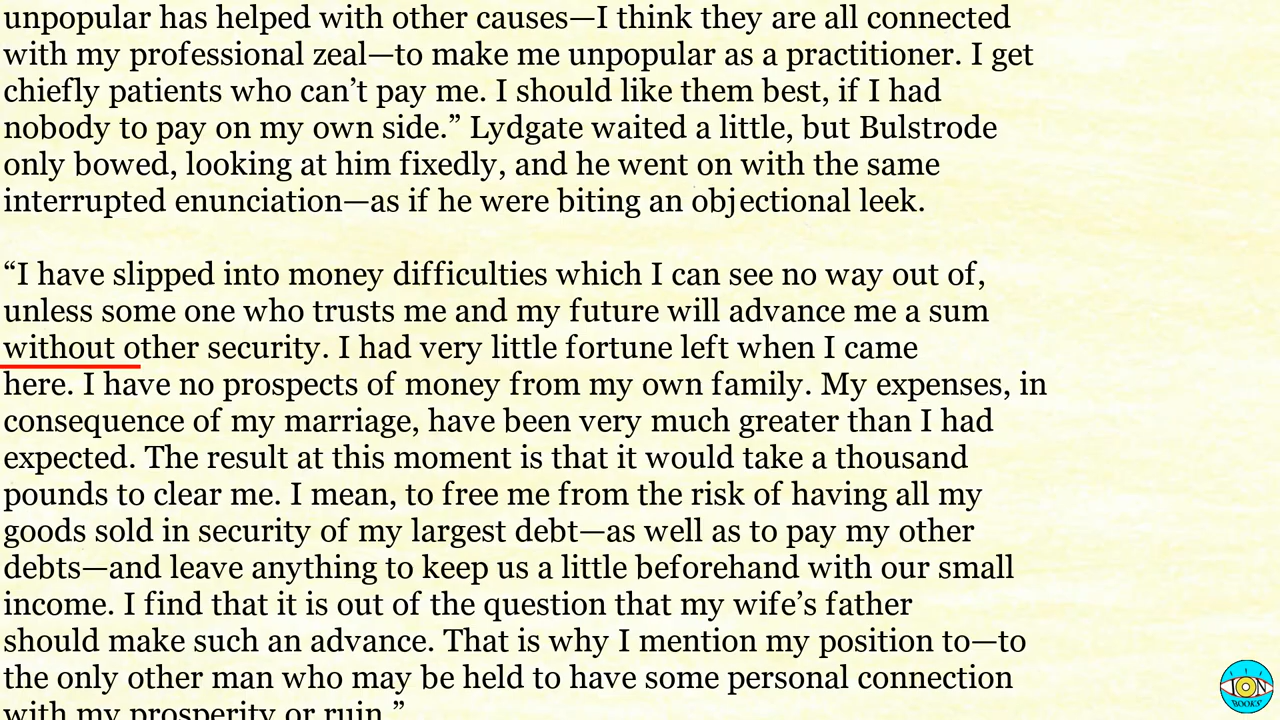 unpopular has helped with other causes—I think they are all connected
with my professional zeal—to make me unpopular as a practitioner. I get
chiefly patients who can’t pay me. I should like them best, if I had
nobody to pay on my own side.” Lydgate waited a little, but Bulstrode
only bowed, looking at him fixedly, and he went on with the same
interrupted enunciation—as if he were biting an objectional leek.
“I have slipped into money difficulties which I can see no way out of,
unless some one who trusts me and my future will advance me a sum
without other security. I had very little fortune left when I came
here. I have no prospects of money from my own family. My expenses, in
consequence of my marriage, have been very much greater than I had
expected. The result at this moment is that it would take a thousand
pounds to clear me. I mean, to free me from the risk of having all my
goods sold in security of my largest debt—as well as to pay my other
debts—and leave anything to keep us a little beforehand with our small
income. I find that it is out of the question that my wife’s father
should make such an advance. That is why I mention my position to—to
the only other man who may be held to have some personal connection
with my prosperity or ruin.”
ION
BOOKS